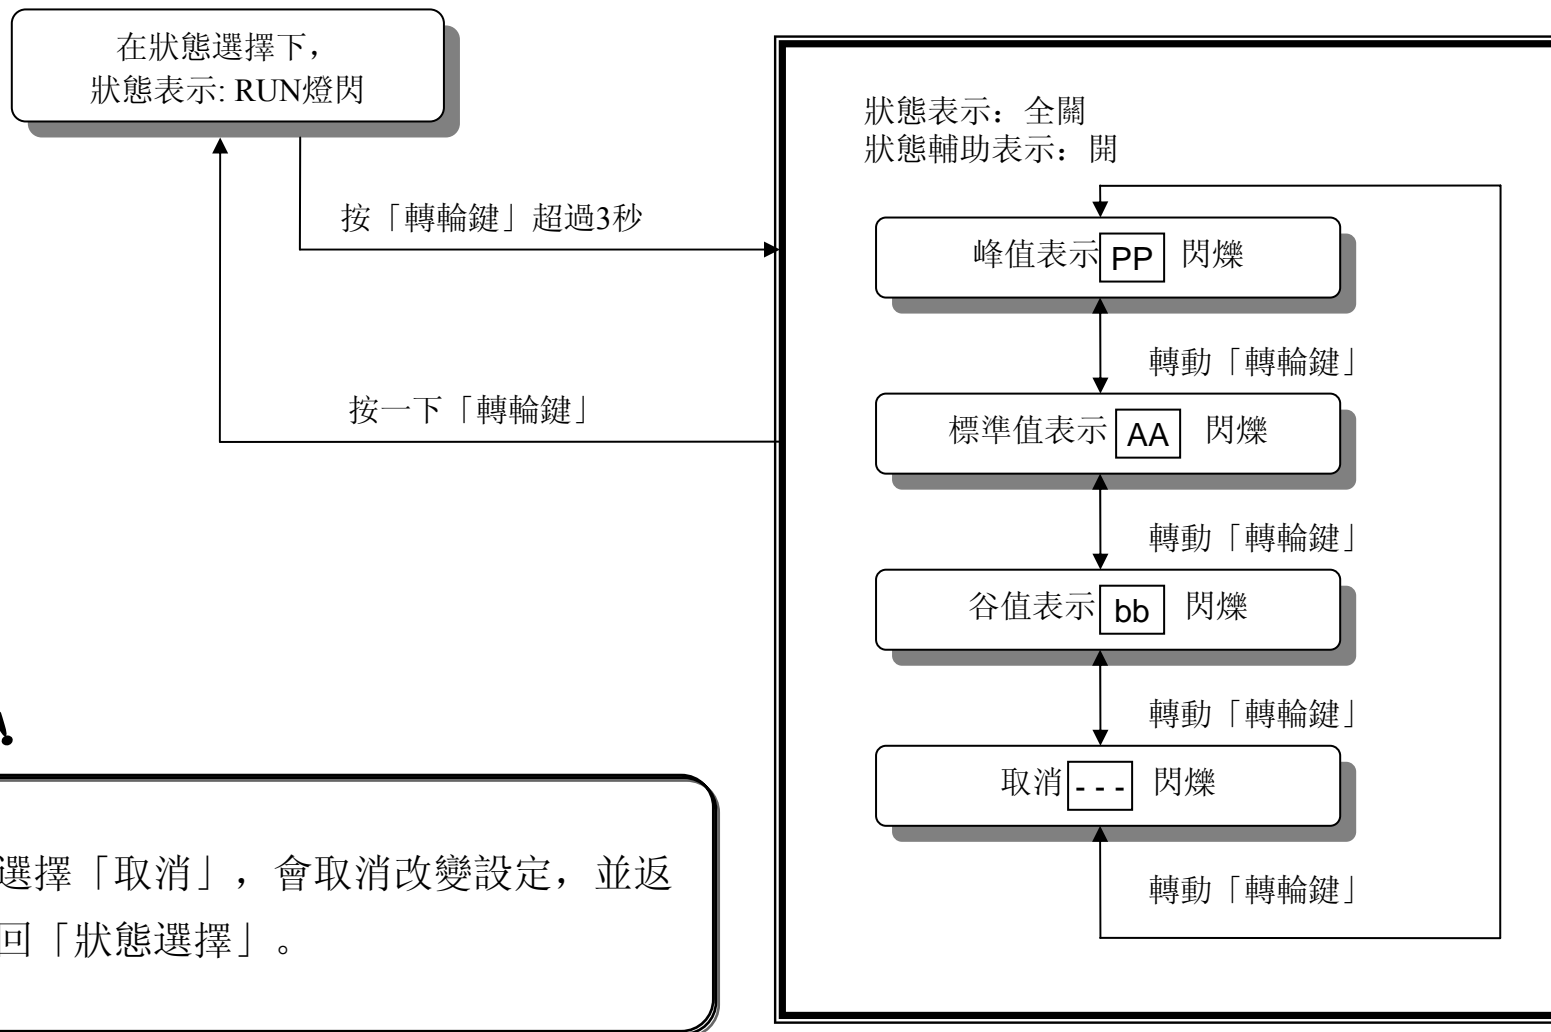 在狀態選擇下，
狀態表示: RUN燈閃
按「轉輪鍵」超過3秒
按一下「轉輪鍵」
狀態表示：全關
狀態輔助表示：開
峰值表示 PP 閃爍
轉動「轉輪鍵」
標準值表示 AA 閃爍
轉動「轉輪鍵」
谷值表示 bb 閃爍
轉動「轉輪鍵」
取消 - - - 閃爍
轉動「轉輪鍵」
!
選擇「取消」，會取消改變設定，並返
回「狀態選擇」。